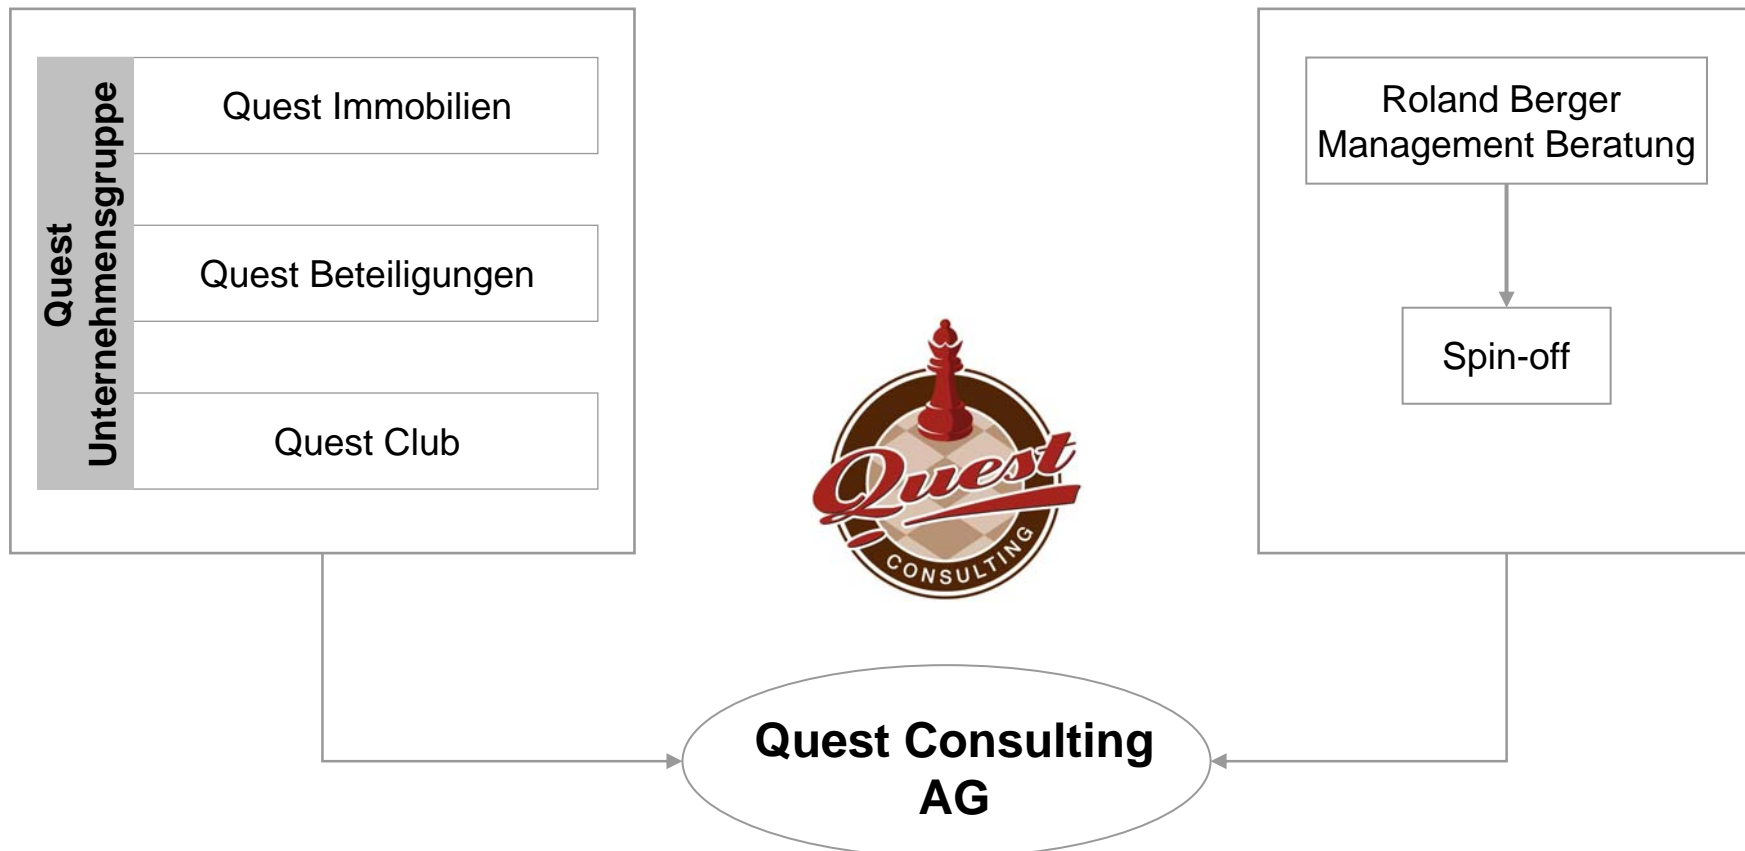 Quest
Unternehmensgruppe
Quest Immobilien
Quest Beteiligungen
Quest Club
Roland Berger
Management Beratung
Spin-off
Quest
CONSULTING
Quest Consulting
AG